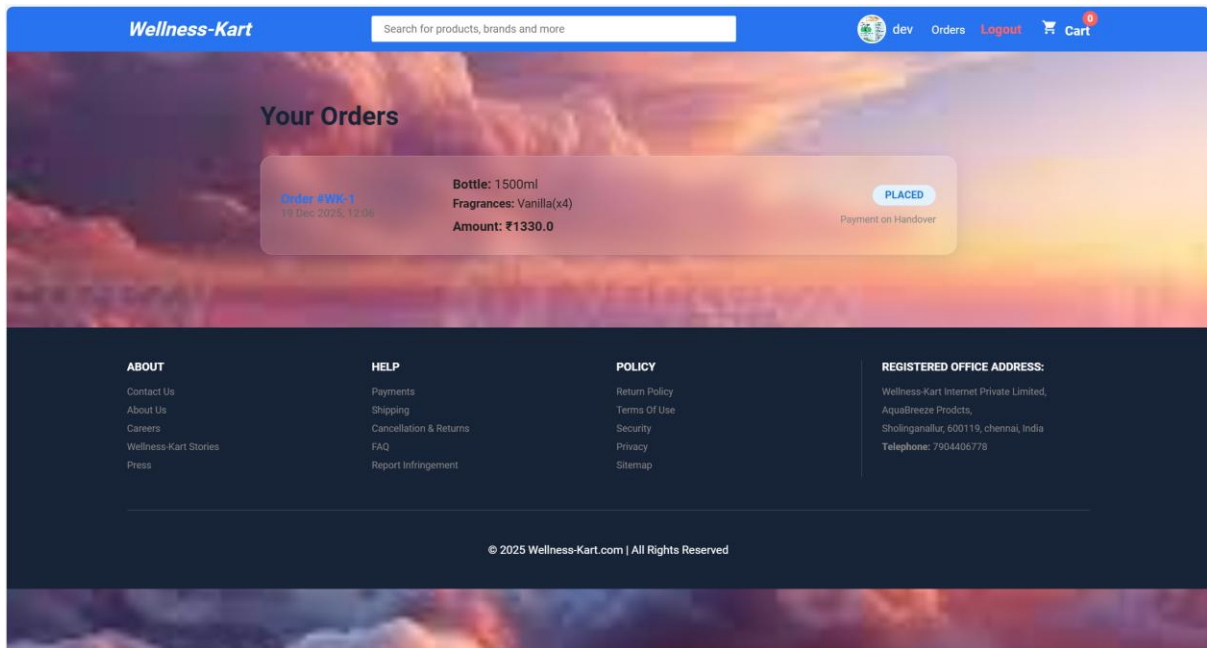 Wellness-Kart
Search for products, brands and more
dev
Orders
Logout
0
Cart
Your Orders
Order #WK-1
19 Dec 2025, 12:06
Bottle: 1500ml
Fragrances: Vanilla(x4)
Amount: ₹1330.0
PLACED
Payment on Handover
ABOUT
Contact Us
About Us
Careers
Wellness-Kart Stories
Press
HELP
Payments
Shipping
Cancellation & Returns
FAQ
Report Infringement
POLICY
Return Policy
Terms Of Use
Security
Privacy
Sitemap
REGISTERED OFFICE ADDRESS:
Wellness-Kart Internet Private Limited,
AquaBreeze Prodcts,
Sholinganallur, 600119, chennai, India
Telephone: 7904406778
© 2025 Wellness-Kart.com | All Rights Reserved